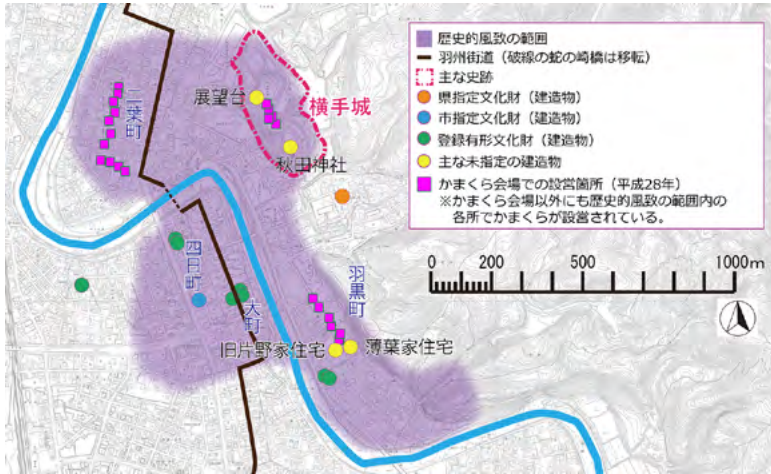 歴史的風致の範囲
羽州街道（破線の蛇の崎橋は移転）
主な史跡
県指定文化財（建造物）
市指定文化財（建造物）
登録有形文化財（建造物）
主な未指定の建造物
かまくら会場での設営箇所（平成28年）
※かまくら会場以外にも歴史的風致の範囲内の
各所でかまくらが設営されている。
二葉町
展望台
横手城
秋田神社
四日町
大町
羽黒町
旧片野家住宅
薄葉家住宅
0 200 500 1000m